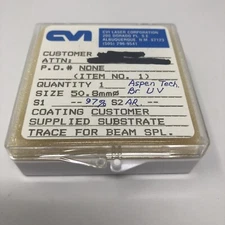 CVI
CVI LASER CORPORATION
200 DORADO PL. S.E.
ALBUQUERQUE, N.M. 87123
CUSTOMER
ATTN:
P.O.# NONE
(ITEM NO. 1)
QUANTITY 1 Aspen Tech.
SIZE 50.8mmø Br UV
S1 --97% S2 AR --
COATING CUSTOMER
SUPPLIED SUBSTRATE
TRACE FOR BEAM SPL.